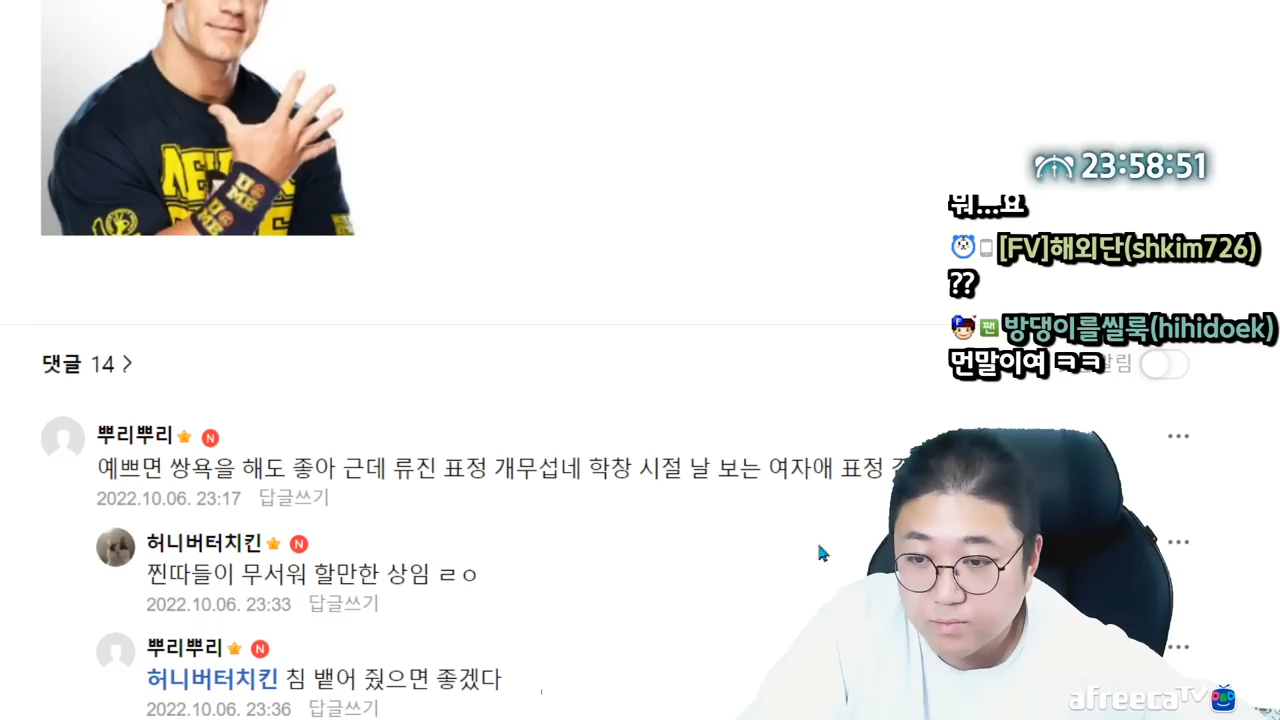 U C ME
U C ME
10
23:58:51
뭐...요
[FV]해외단(shkim726)
??
팬 방댕이를씰룩(hihidoek)
먼말이여 ㅋㅋ
댓글 14 >
뿌리뿌리 N
예쁘면 쌍욕을 해도 좋아 근데 류진 표정 개무섭네 학창 시절 날 보는 여자애 표정
2022.10.06. 23:17 답글쓰기
허니버터치킨 N
찐따들이 무서워 할만한 상임 ㄹㅇ
2022.10.06. 23:33 답글쓰기
뿌리뿌리 N
허니버터치킨 침 뱉어 줬으면 좋겠다
2022.10.06. 23:36 답글쓰기
afreecaTV